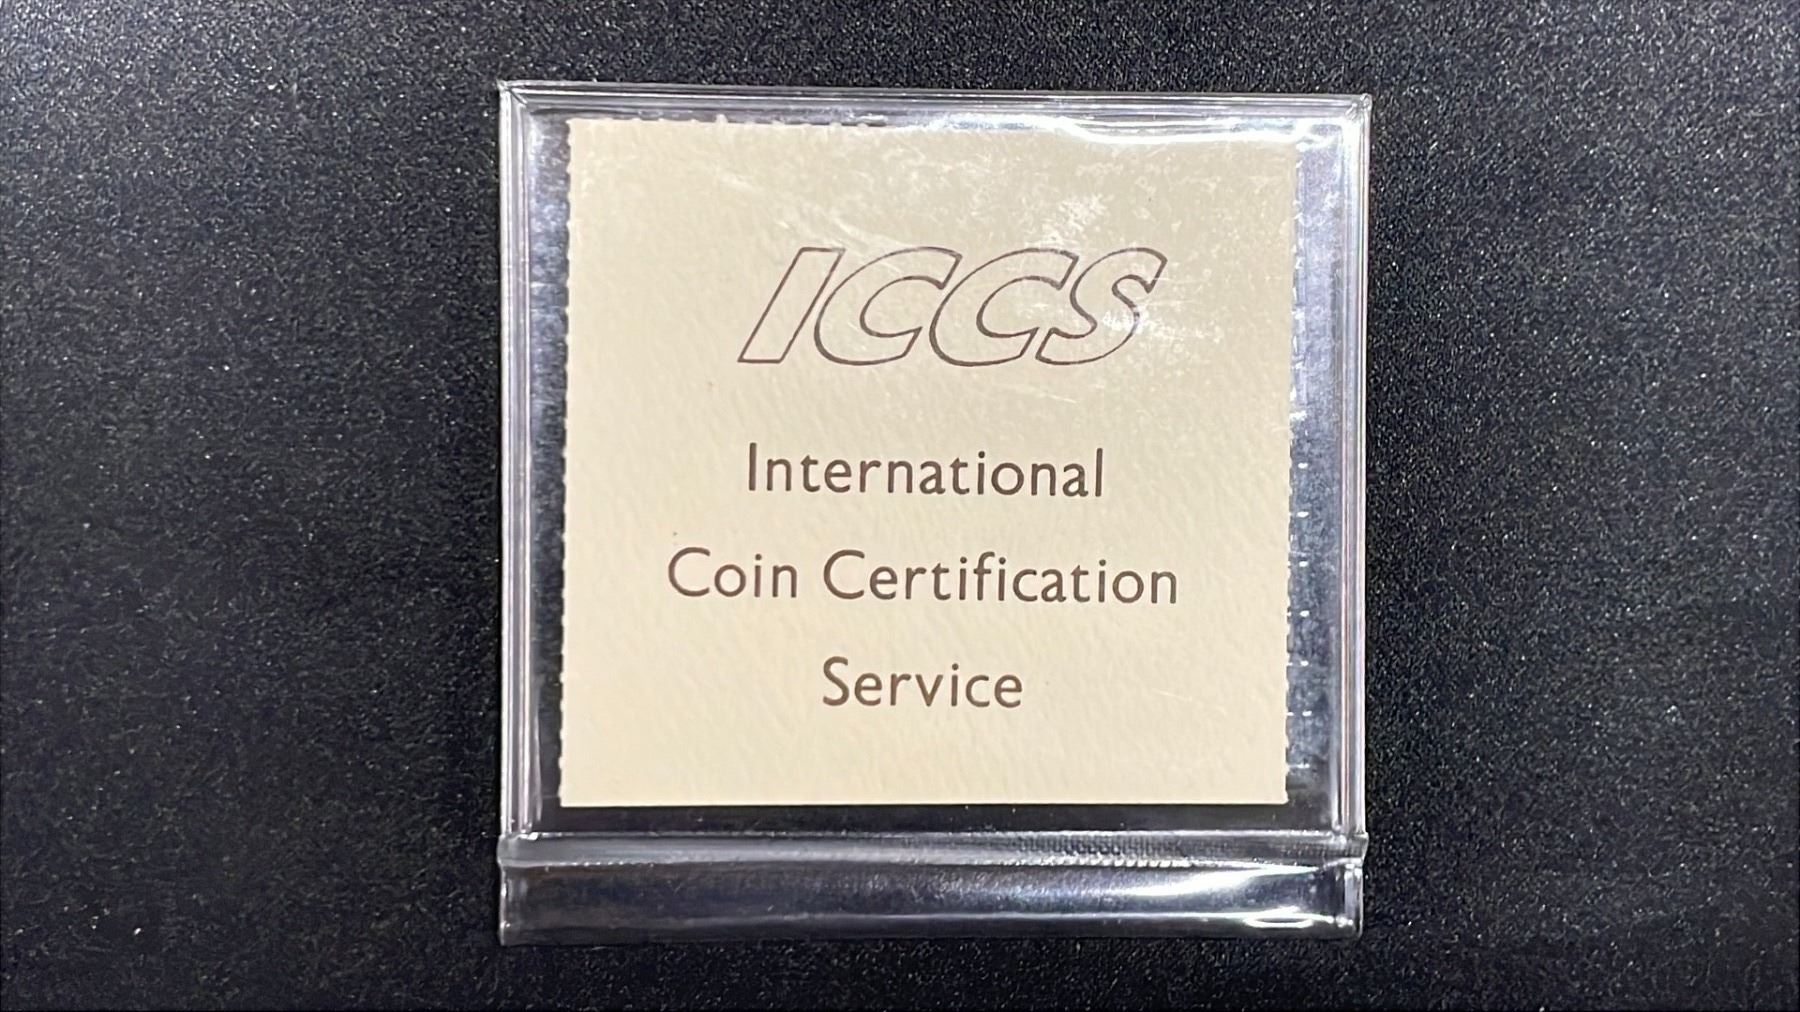 ICCS
International
Coin Certification
Service